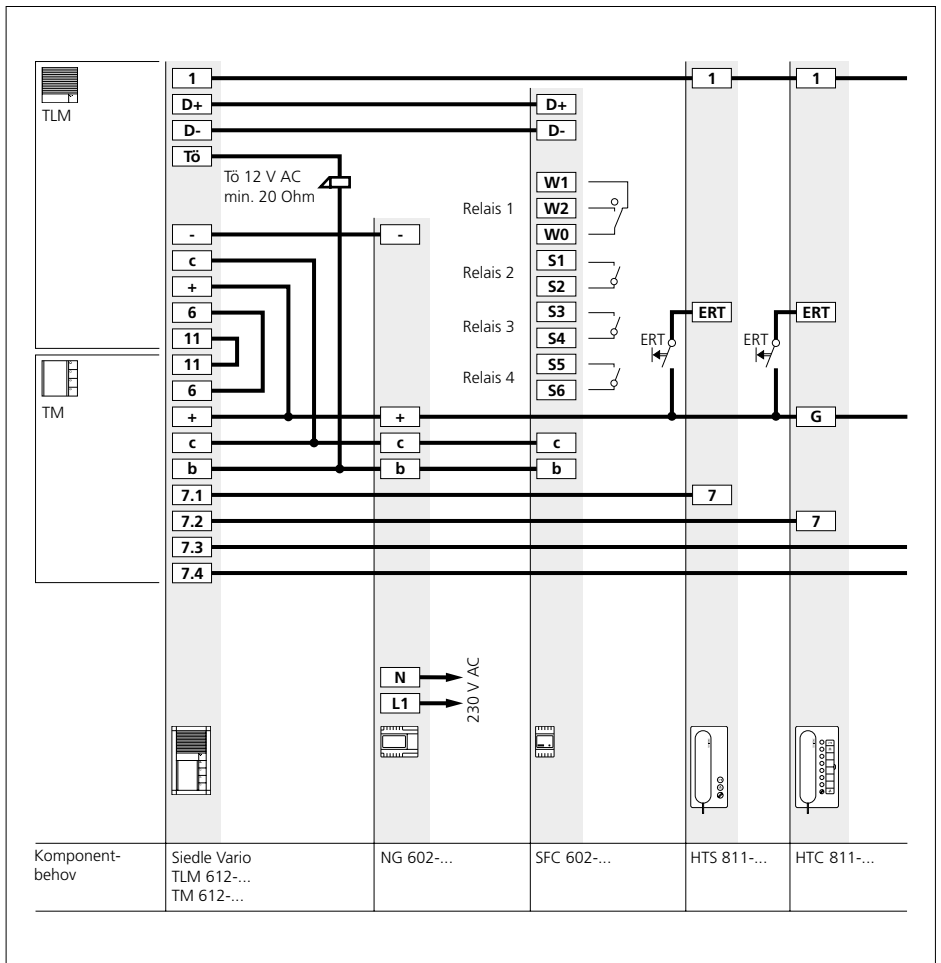 TLM
1 1 1
D+ D+
D- D-
Tö
Tö 12 V AC
min. 20 Ohm
W1
Relais 1 W2
- - W0
c S1
Relais 2
+ S2
6 S3 ERT ERT
Relais 3
11 S4 ERT ERT
11 S5
Relais 4
6 S6
TM
+ + G
c c c
b b b
7.1 7
7.2 7
7.3
7.4
N
L1
230 V AC
Komponent-
behov
Siedle Vario
TLM 612-...
TM 612-...
NG 602-...
SFC 602-...
HTS 811-...
HTC 811-...